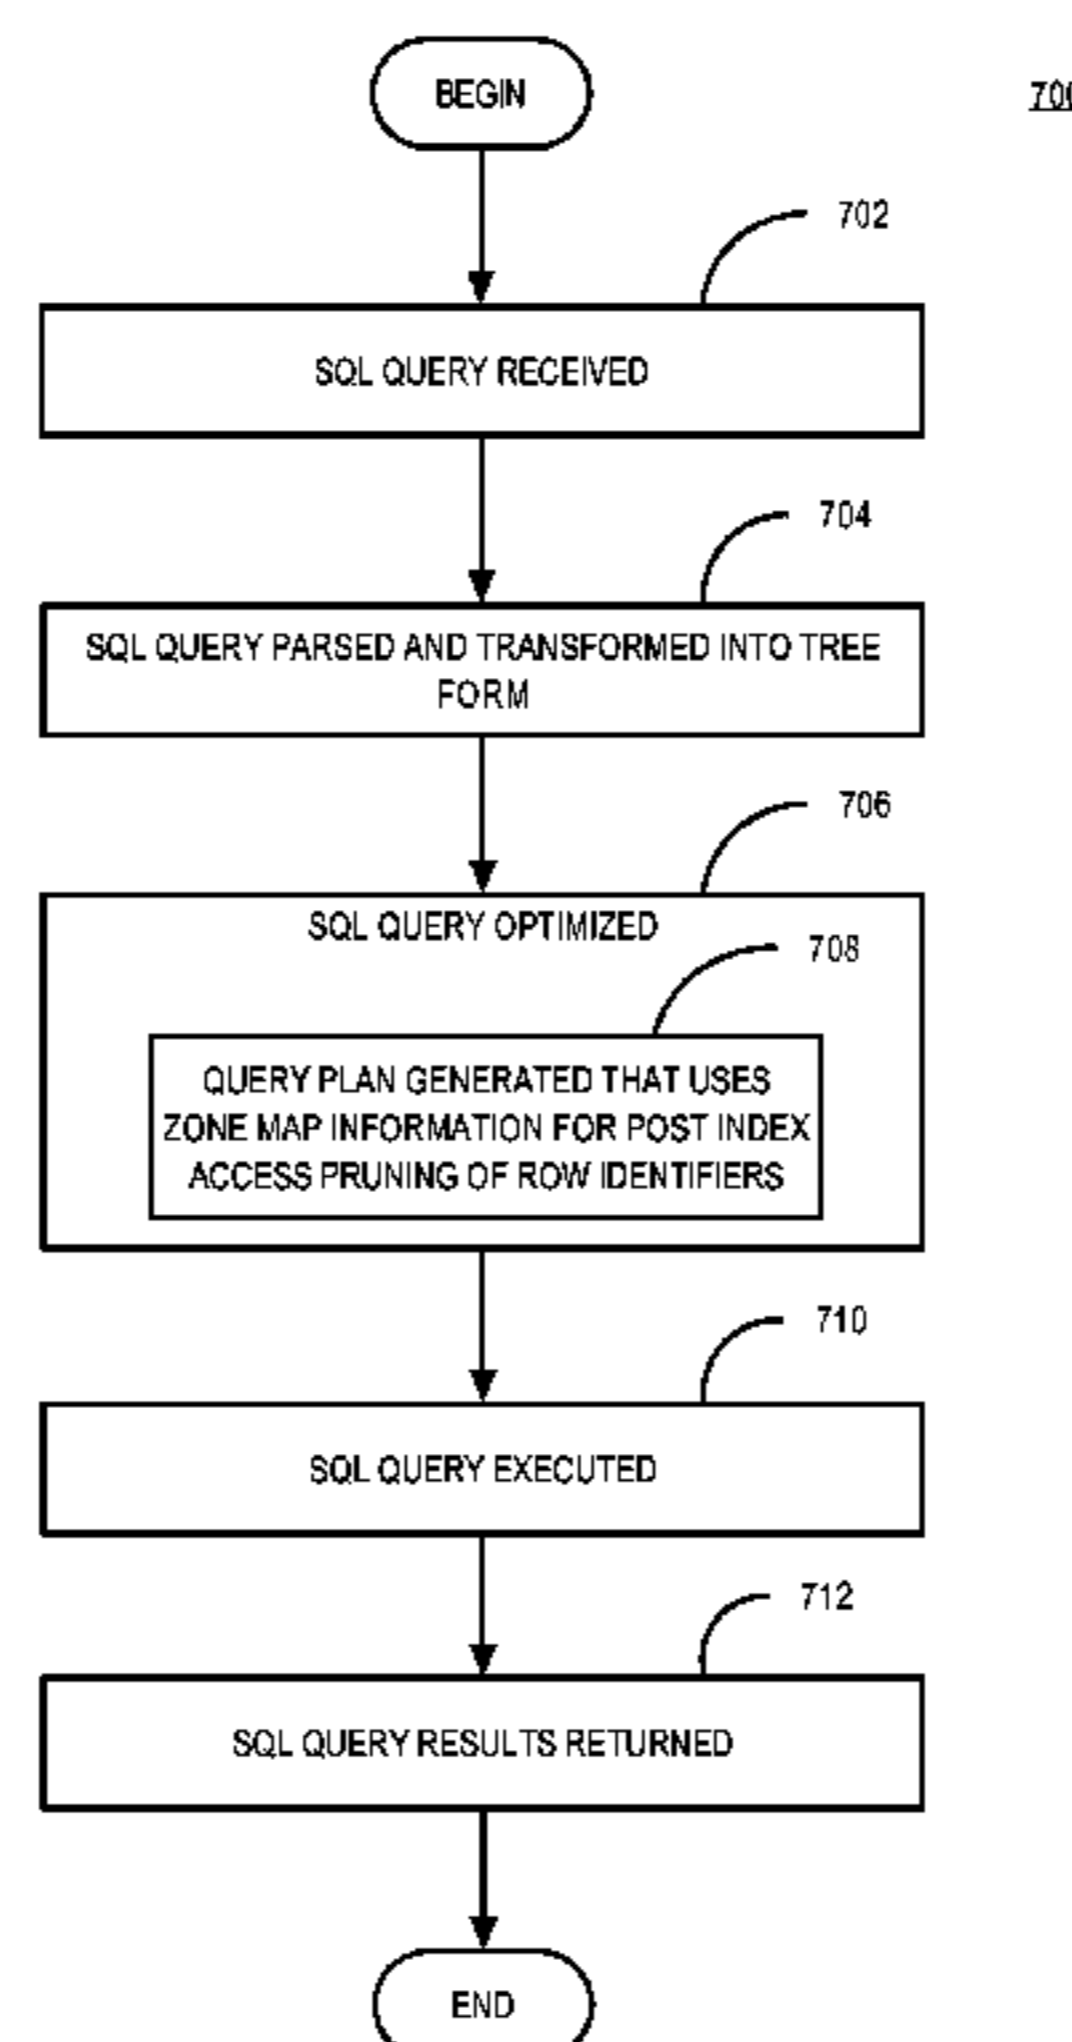 BEGIN
702
SQL QUERY RECEIVED
704
SQL QUERY PARSED AND TRANSFORMED INTO TREE
FORM
706
SQL QUERY OPTIMIZED
708
QUERY PLAN GENERATED THAT USES
ZONE MAP INFORMATION FOR POST INDEX
ACCESS PRUNING OF ROW IDENTIFIERS
710
SQL QUERY EXECUTED
712
SQL QUERY RESULTS RETURNED
END